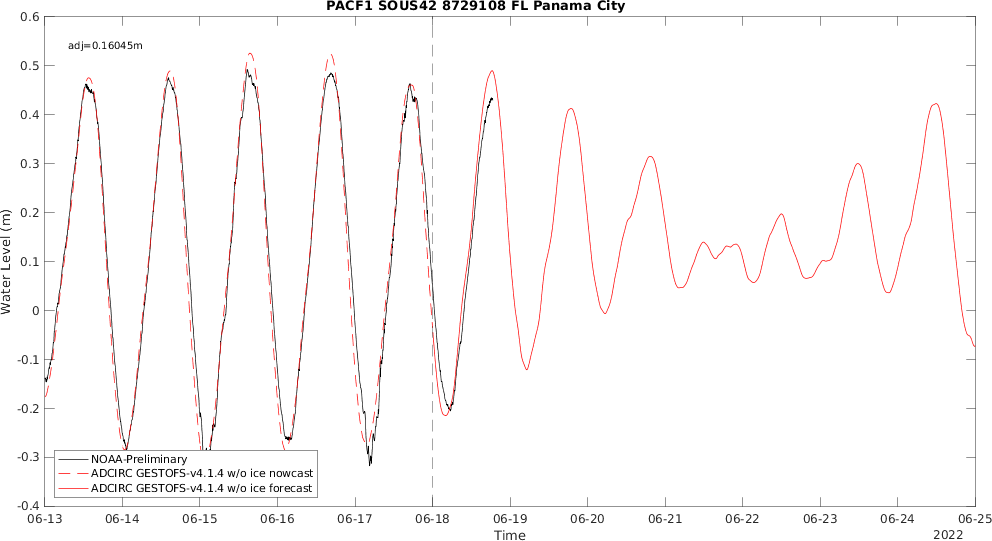 PACF1 SOUS42 8729108 FL Panama City
adj=0.16045m
0.6
0.5
0.4
0.3
0.2
0.1
0
-0.1
-0.2
-0.3
-0.4
Water Level (m)
NOAA-Preliminary
ADCIRC GESTOFS-v4.1.4 w/o ice nowcast
ADCIRC GESTOFS-v4.1.4 w/o ice forecast
06-13 06-14 06-15 06-16 06-17 06-18 06-19 06-20 06-21 06-22 06-23 06-24 06-25
Time
2022